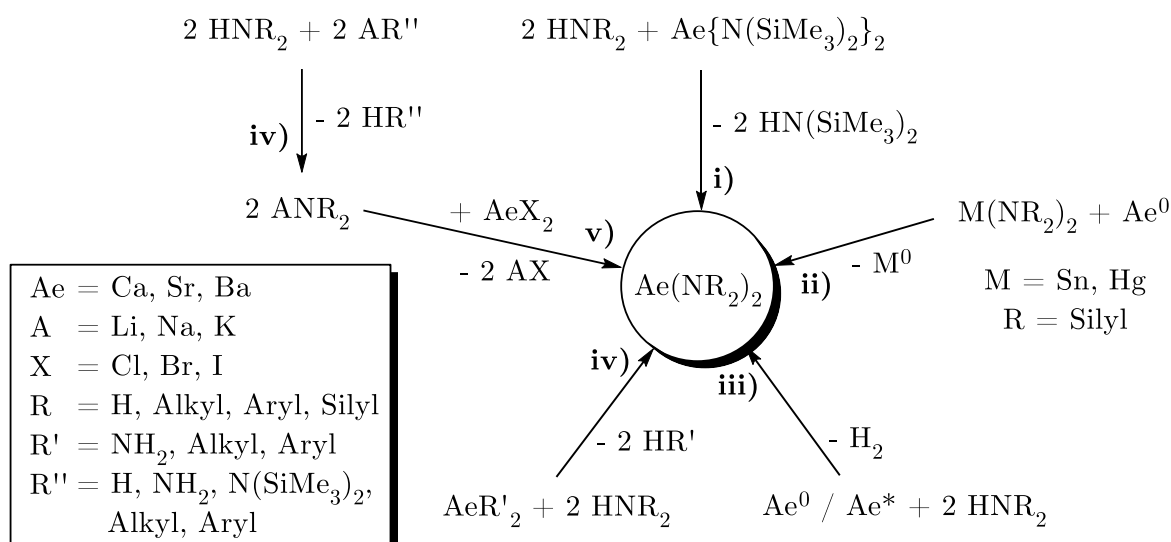 2 HNR₂ + 2 AR''
2 HNR₂ + Ae{N(SiMe₃)₂}₂
iv)
- 2 HR''
- 2 HN(SiMe₃)₂
i)
2 ANR₂
+ AeX₂
v)
- 2 AX
M(NR₂)₂ + Ae⁰
- M⁰
ii)
M = Sn, Hg
R = Silyl
Ae(NR₂)₂
Ae = Ca, Sr, Ba
A = Li, Na, K
X = Cl, Br, I
R = H, Alkyl, Aryl, Silyl
R' = NH₂, Alkyl, Aryl
R'' = H, NH₂, N(SiMe₃)₂,
Alkyl, Aryl
iv)
- 2 HR'
iii)
- H₂
AeR'₂ + 2 HNR₂
Ae⁰ / Ae* + 2 HNR₂